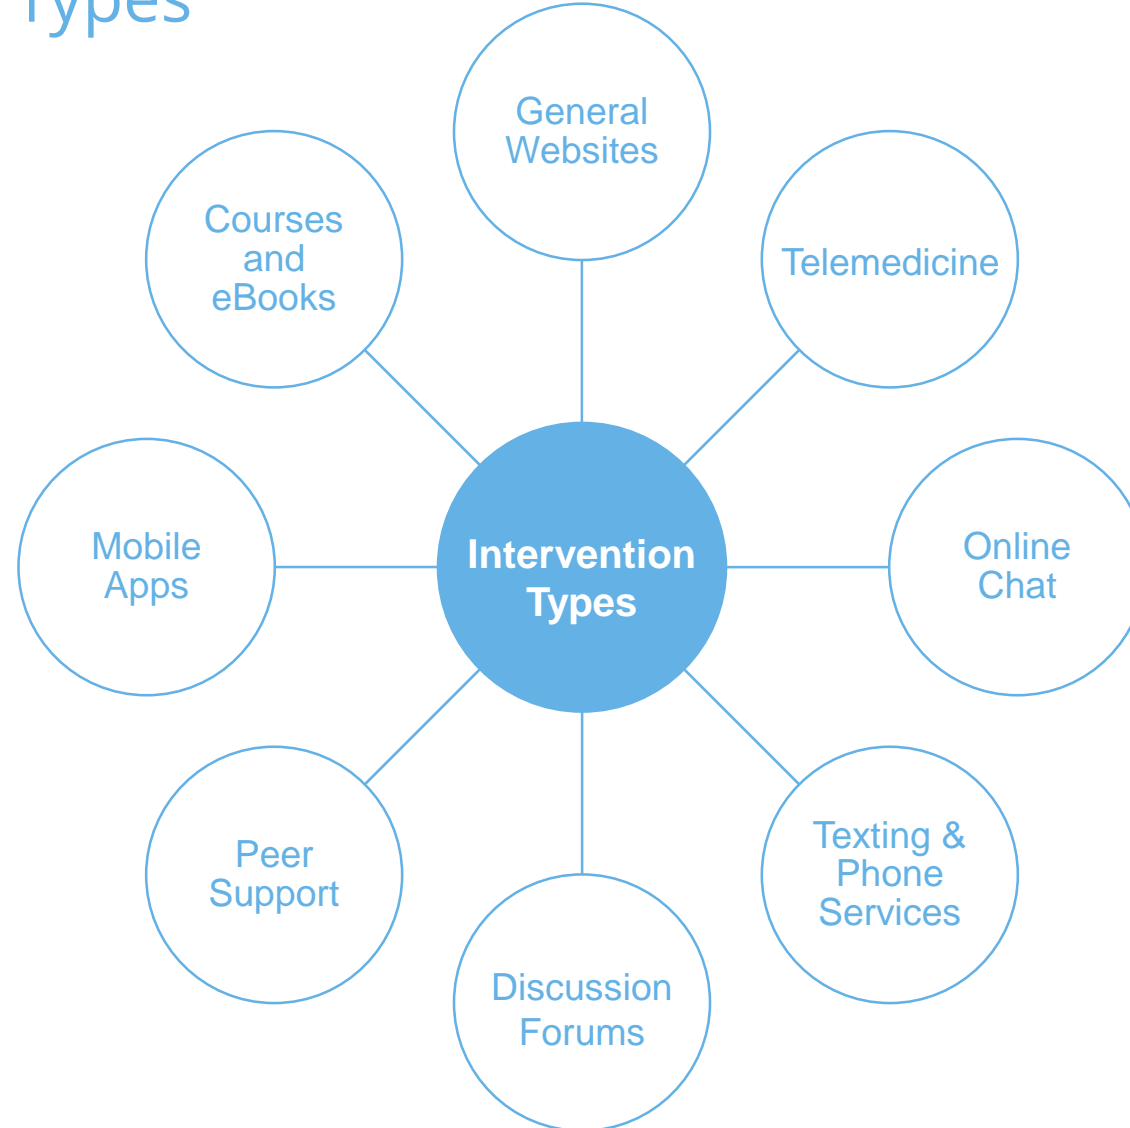 Types
General
Websites
Telemedicine
Online
Chat
Texting &
Phone
Services
Discussion
Forums
Peer
Support
Mobile
Apps
Courses
and
eBooks
Intervention
Types